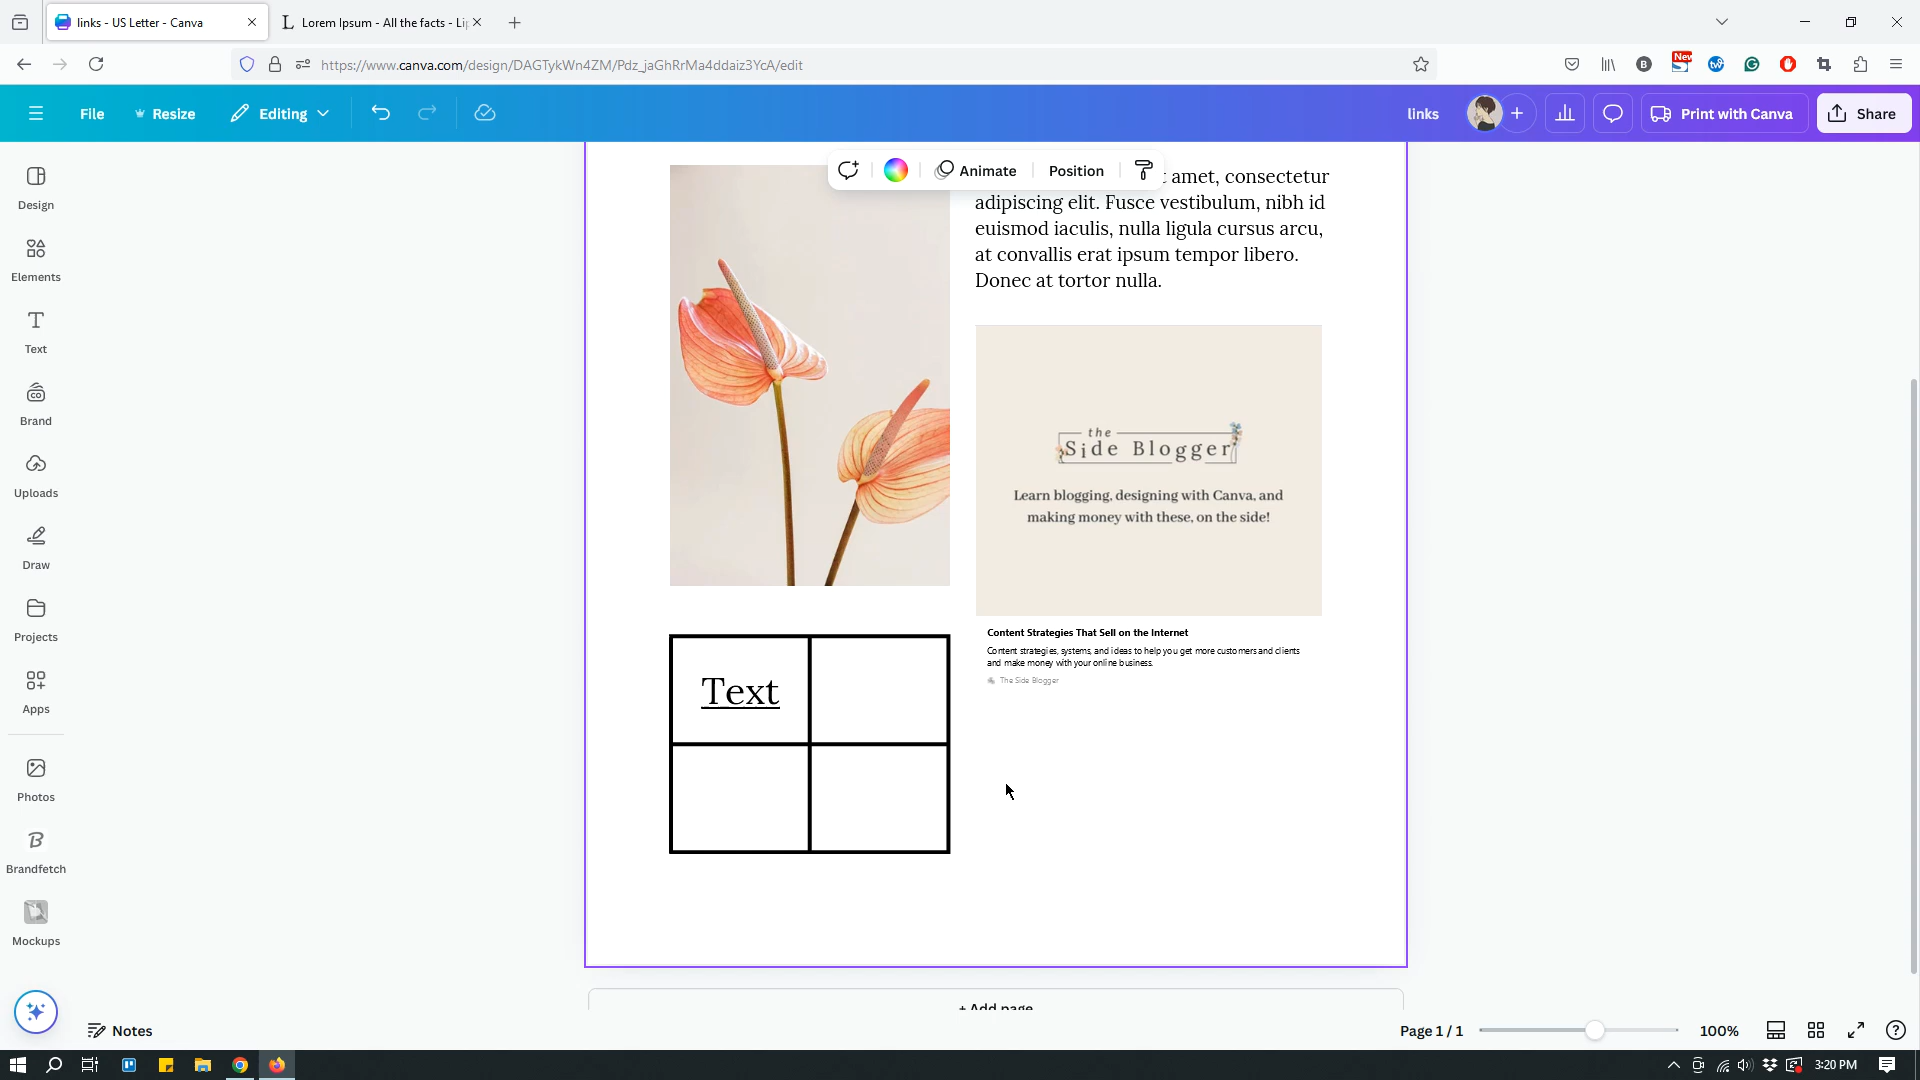 links - US Letter - Canva
Lorem Ipsum - All the facts - Lip
https://www.canva.com/design/DAGTykWn4ZM/Pdz_jaGhRrMa4ddaiz3YcA/edit
New
File
Resize
Editing
links
Print with Canva
Share
Animate
Position
Design
Elements
Text
Brand
Uploads
Draw
Projects
Apps
Photos
Brandfetch
Mockups
amet, consectetur
adipiscing elit. Fusce vestibulum, nibh id
euismod iaculis, nulla ligula cursus arcu,
at convallis erat ipsum tempor libero.
Donec at tortor nulla.
the
Side Blogger
Learn blogging, designing with Canva, and
making money with these, on the side!
Content Strategies That Sell on the Internet
Content strategies, systems, and ideas to help you get more customers and clients
and make money with your online business.
The Side Blogger
Text
+ Add page
Notes
Page 1 / 1
100%
3:20 PM